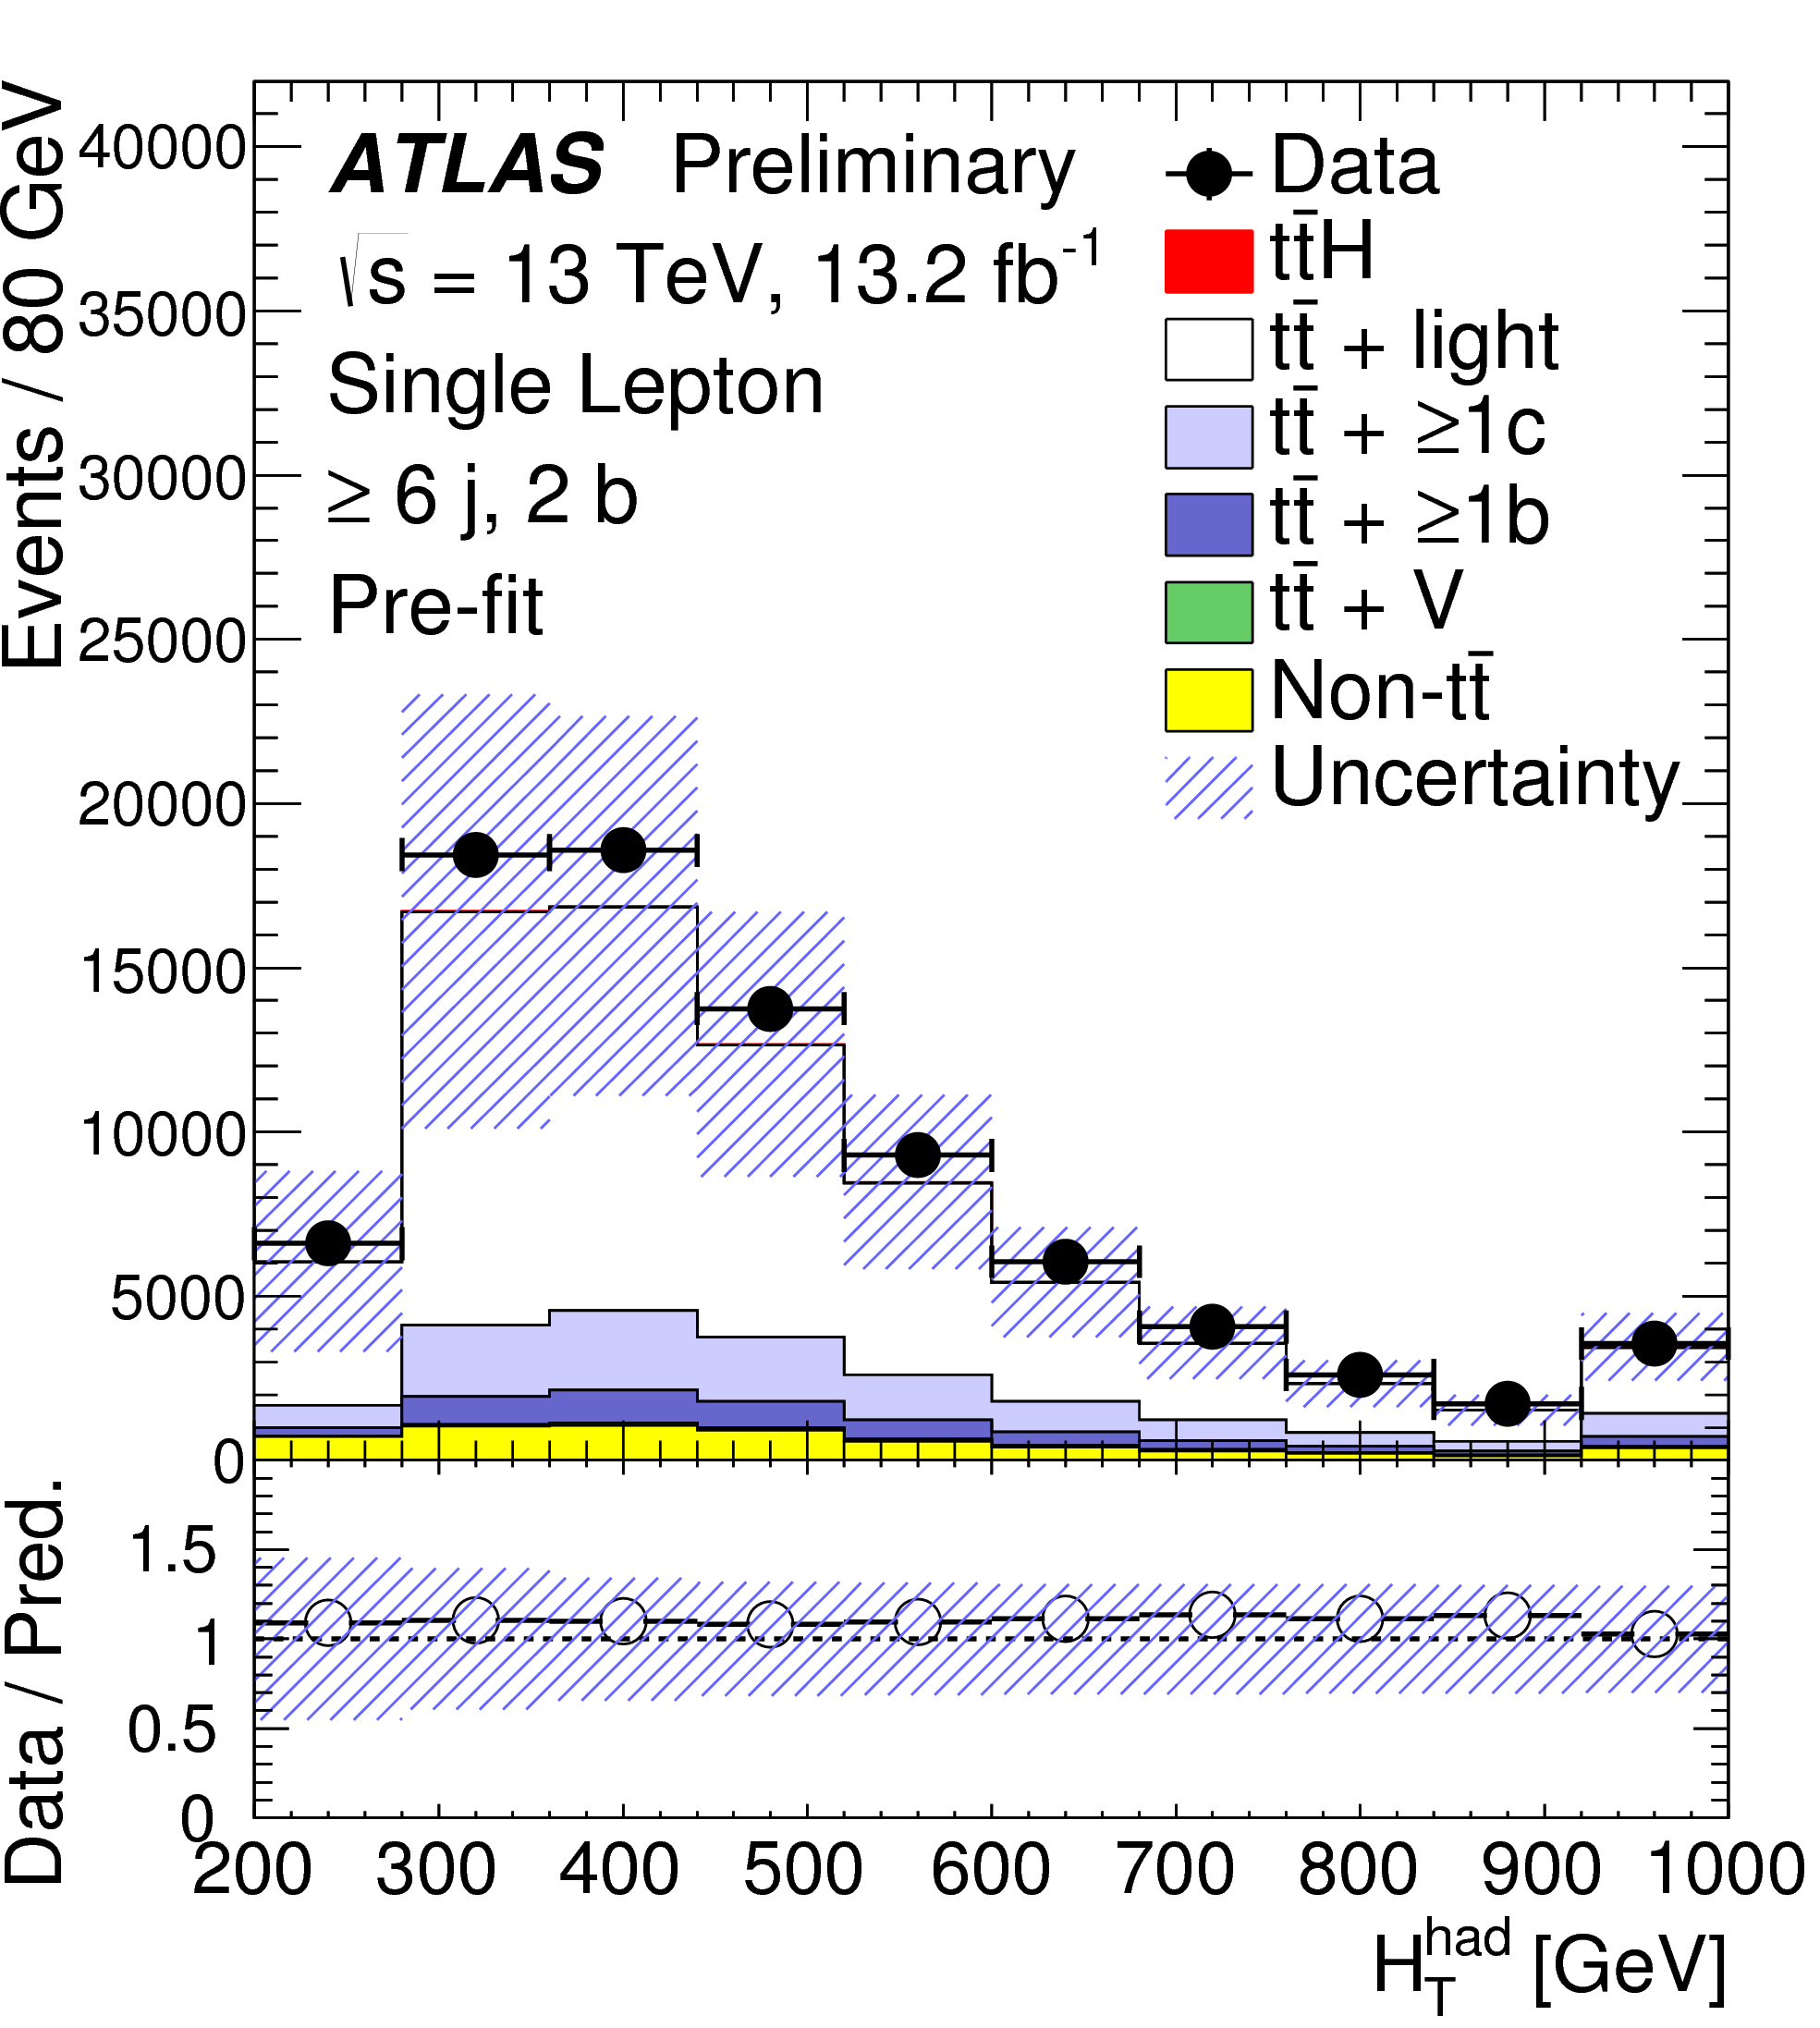 Events / 80 GeV
40000
35000
30000
25000
20000
15000
10000
5000
0
ATLAS Preliminary
√s = 13 TeV, 13.2 fb⁻¹
Single Lepton
≥ 6 j, 2 b
Pre-fit
Data
tt̄H
tt̄ + light
tt̄ + ≥1c
tt̄ + ≥1b
tt̄ + V
Non-tt̄
Uncertainty
Data / Pred.
1.5
1
0.5
0
200 300 400 500 600 700 800 900 1000
H_T^had [GeV]